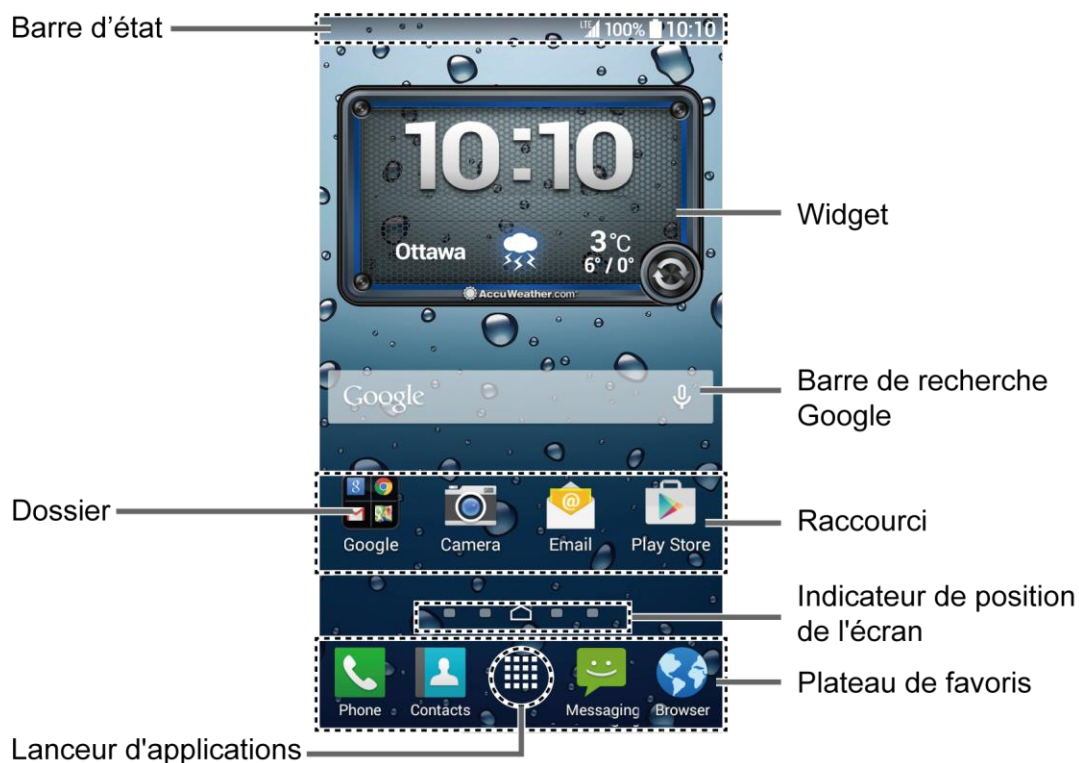 Barre d'état
LTE 100% 10:10
10:10
Widget
Ottawa
3°C
6° / 0°
AccuWeather.com
Barre de recherche
Google
Google
Dossier
Raccourci
8
@
Google
Camera
Email
Play Store
Indicateur de position
de l'écran
Plateau de favoris
Phone
Contacts
Messaging
Browser
Lanceur d'applications